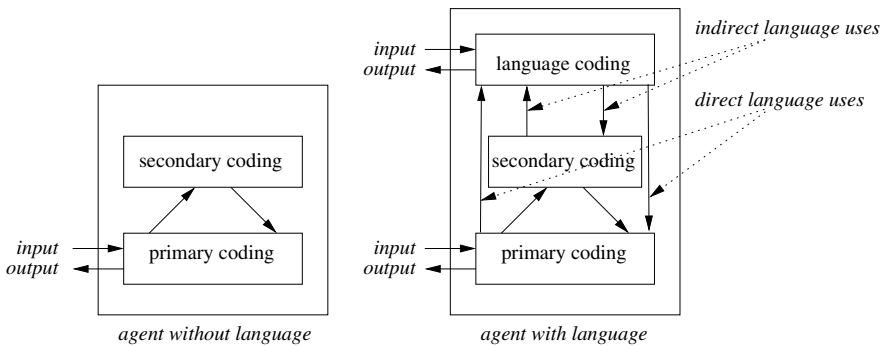 secondary coding
input
output
primary coding
agent without language
input
output
language coding
indirect language uses
direct language uses
secondary coding
input
output
primary coding
agent with language